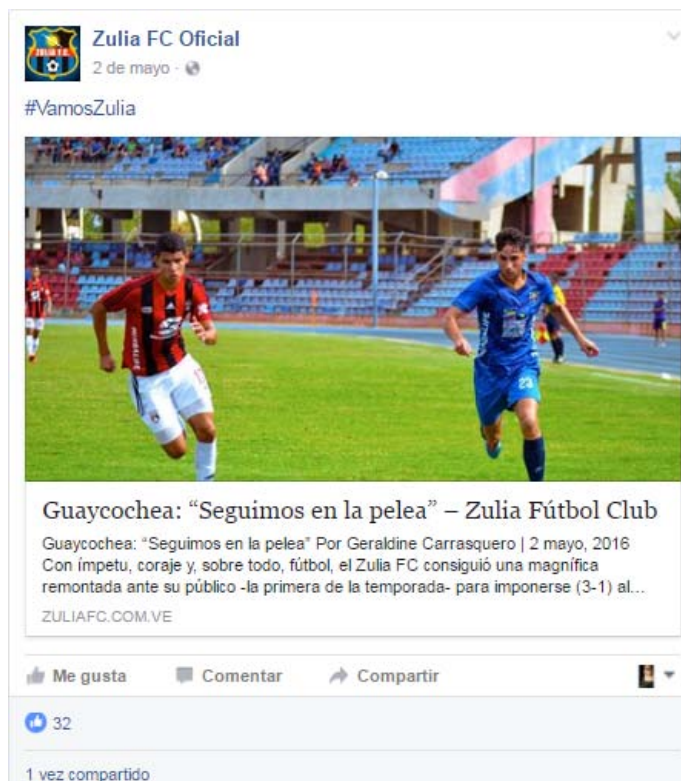 Zulia FC Oficial
2 de mayo ·
#VamosZulia
ZULIA F.C.
23
Guaycochea: “Seguimos en la pelea” – Zulia Fútbol Club
Guaycochea: “Seguimos en la pelea” Por Geraldine Carrasquero | 2 mayo, 2016
Con ímpetu, coraje y, sobre todo, fútbol, el Zulia FC consiguió una magnífica
remontada ante su público -la primera de la temporada- para imponerse (3-1) al...
ZULIAFC.COM.VE
Me gusta Comentar Compartir
32
1 vez compartido